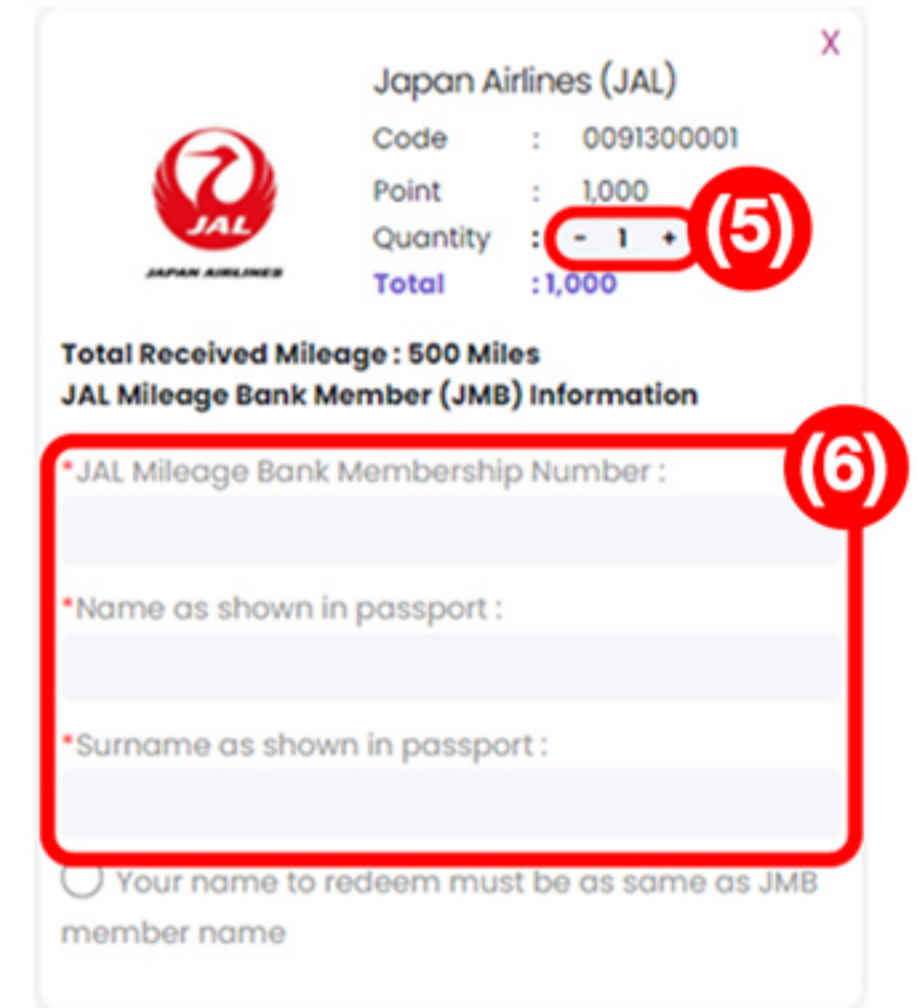 X
Japan Airlines (JAL)
Code : 0091300001
Point : 1,000
Quantity : - 1 +
(5)
Total : 1,000
JAL
JAPAN AIRLINES
Total Received Mileage : 500 Miles
JAL Mileage Bank Member (JMB) Information
(6)
*JAL Mileage Bank Membership Number :
*Name as shown in passport :
*Surname as shown in passport :
Your name to redeem must be as same as JMB
member name